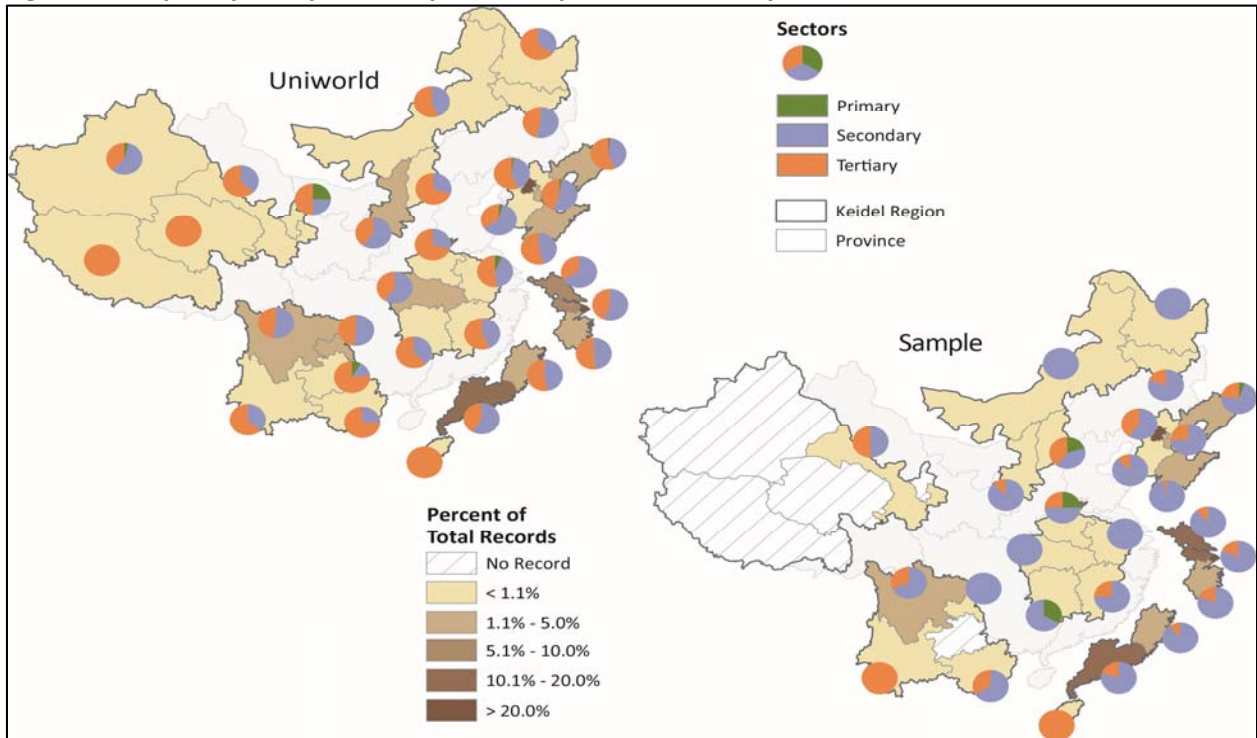 Uniworld
Sectors
Primary
Secondary
Tertiary
Keidel Region
Province
Sample
Percent of
Total Records
No Record
< 1.1%
1.1% - 5.0%
5.1% - 10.0%
10.1% - 20.0%
> 20.0%